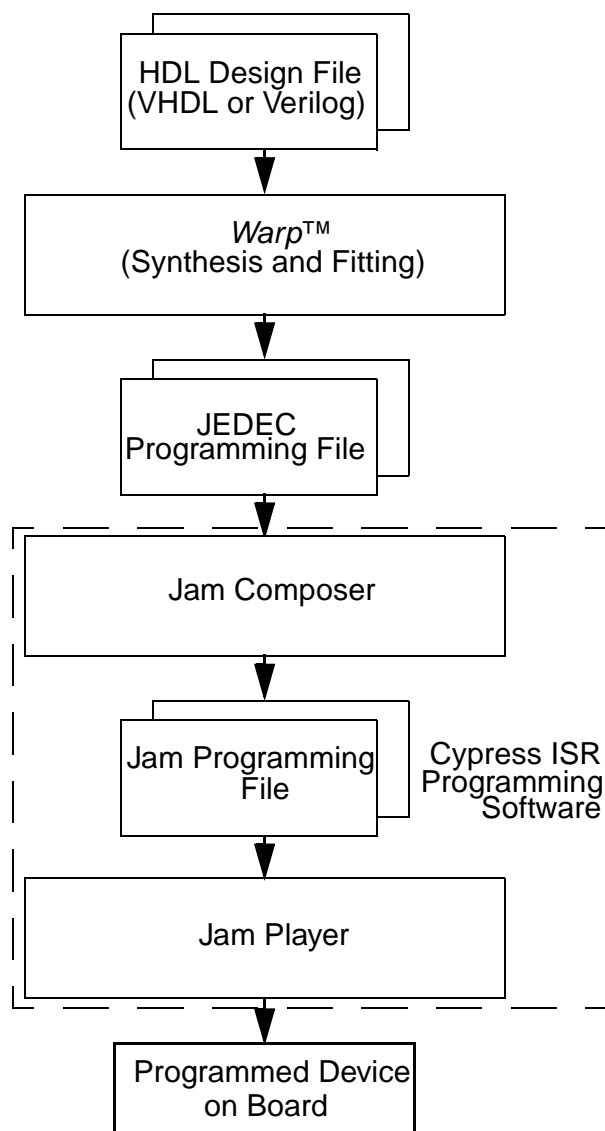 HDL Design File
(VHDL or Verilog)
Warp™
(Synthesis and Fitting)
JEDEC
Programming File
Jam Composer
Jam Programming
File
Cypress ISR
Programming
Software
Jam Player
Programmed Device
on Board